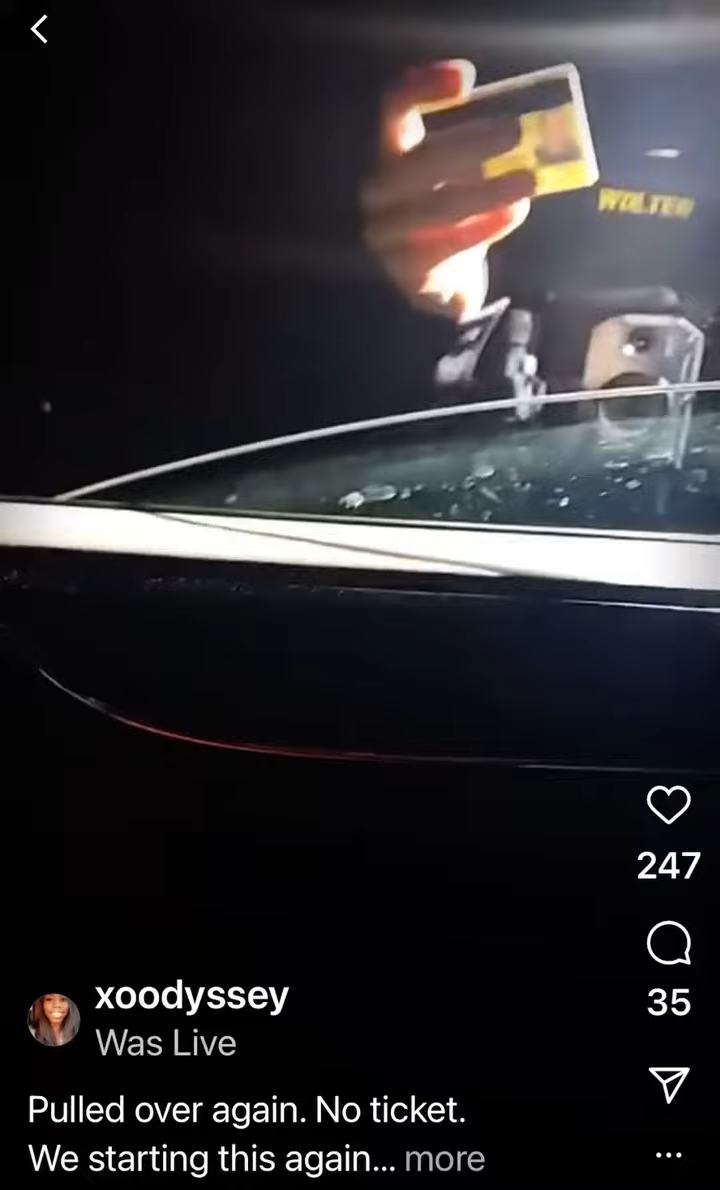 WOLTER
247
35
xoodyssey
Was Live
Pulled over again. No ticket.
We starting this again... more